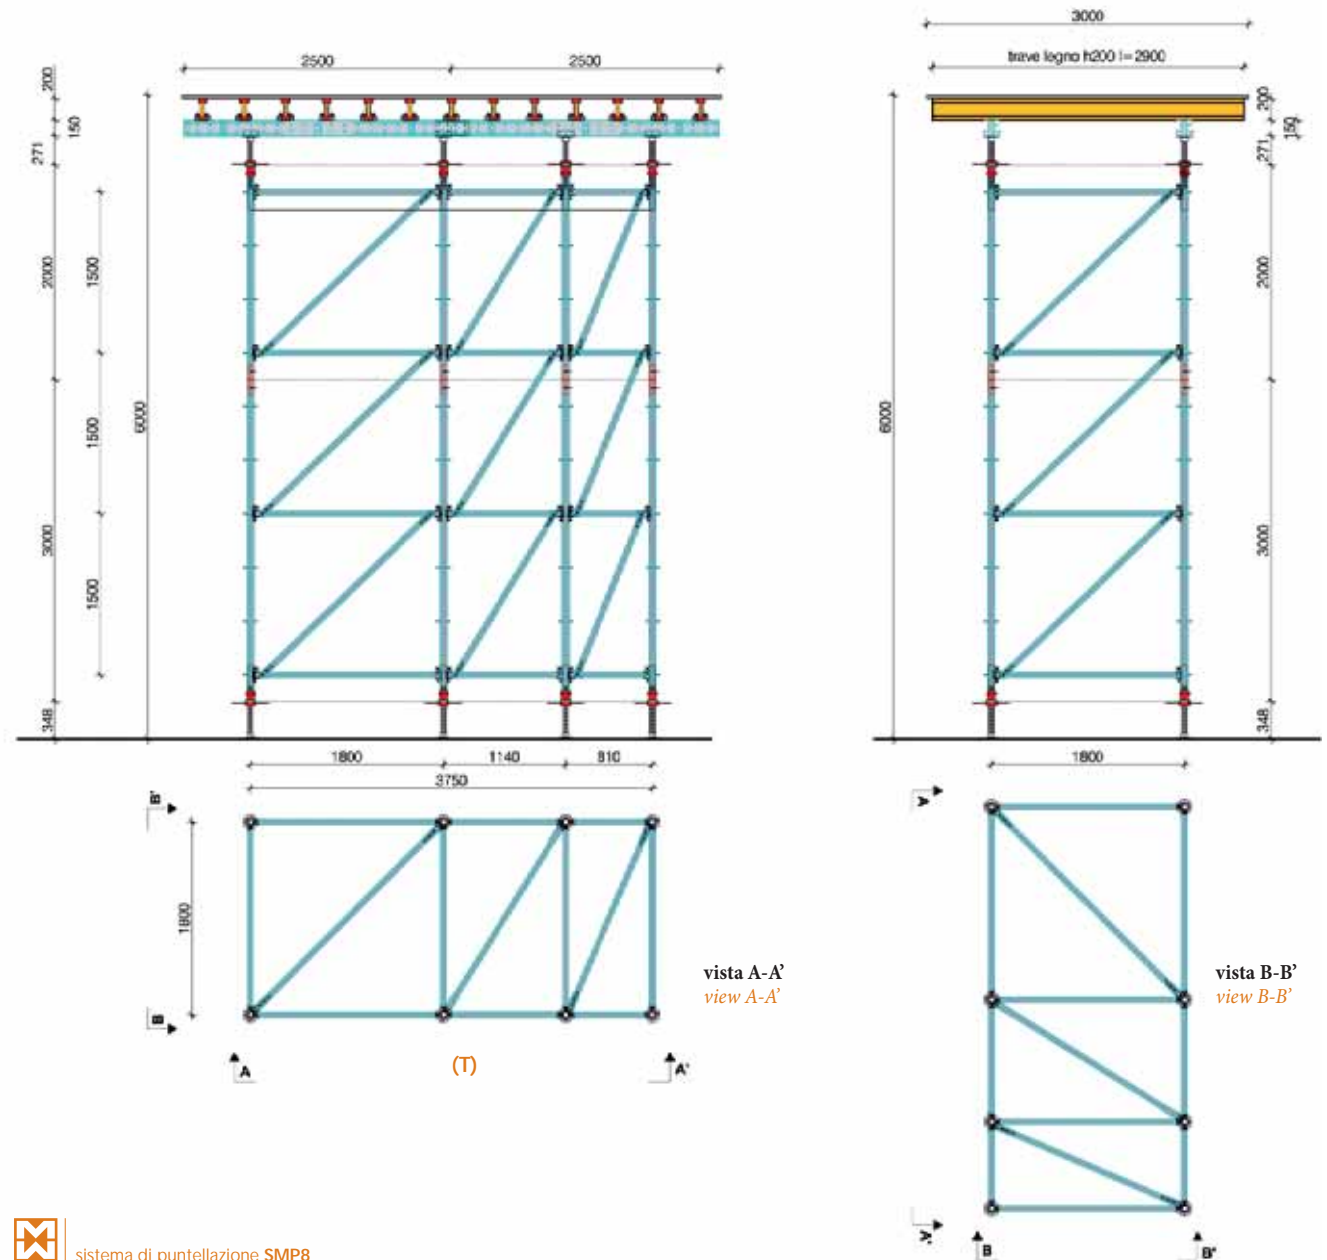 3000
2500
2500
trave legno h200 l=2900
200
150
271
2000
1500
6000
1500
3000
1500
348
200
150
271
2000
6000
3000
348
1800
1140
810
3750
1800
B'
B
1800
A
A'
(T)
vista A-A'
view A-A'
A
A'
B
B'
vista B-B'
view B-B'
sistema di puntellazione SMP8